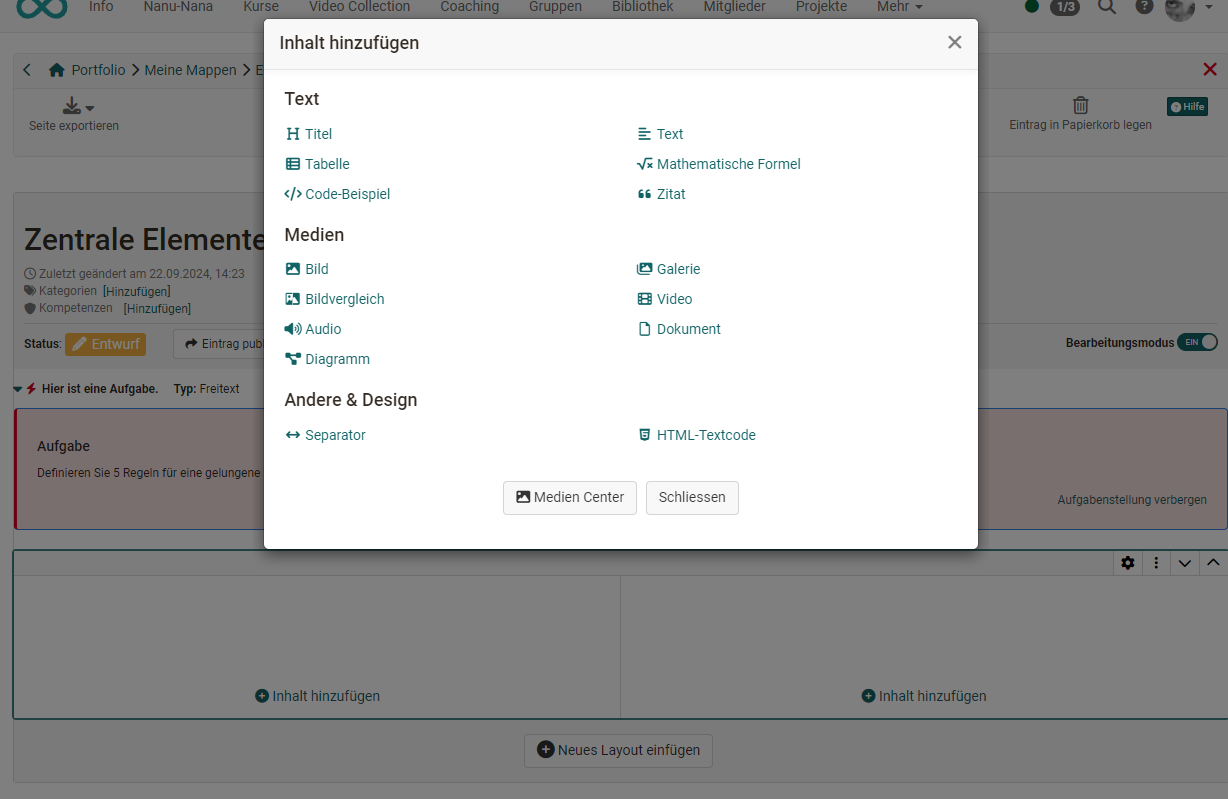 Info Nanu-Nana Kurse Video Collection Coaching Gruppen Bibliothek Mitglieder Projekte Mehr 1/3
Inhalt hinzufügen
Portfolio Meine Mappen
Seite exportieren
Eintrag in Papierkorb legen
Hilfe
Text
Titel
Text
Tabelle
Mathematische Formel
Code-Beispiel
Zitat
Medien
Bild
Galerie
Bildvergleich
Video
Audio
Dokument
Diagramm
Andere & Design
Separator
HTML-Textcode
Medien Center
Schliessen
Zentrale Elemente
Zuletzt geändert am 22.09.2024, 14:23
Kategorien [Hinzufügen]
Kompetenzen [Hinzufügen]
Status: Entwurf
Eintrag publ
Bearbeitungsmodus EIN
Hier ist eine Aufgabe. Typ: Freitext
Aufgabe
Definieren Sie 5 Regeln für eine gelungene
Aufgabenstellung verbergen
Inhalt hinzufügen
Inhalt hinzufügen
Neues Layout einfügen